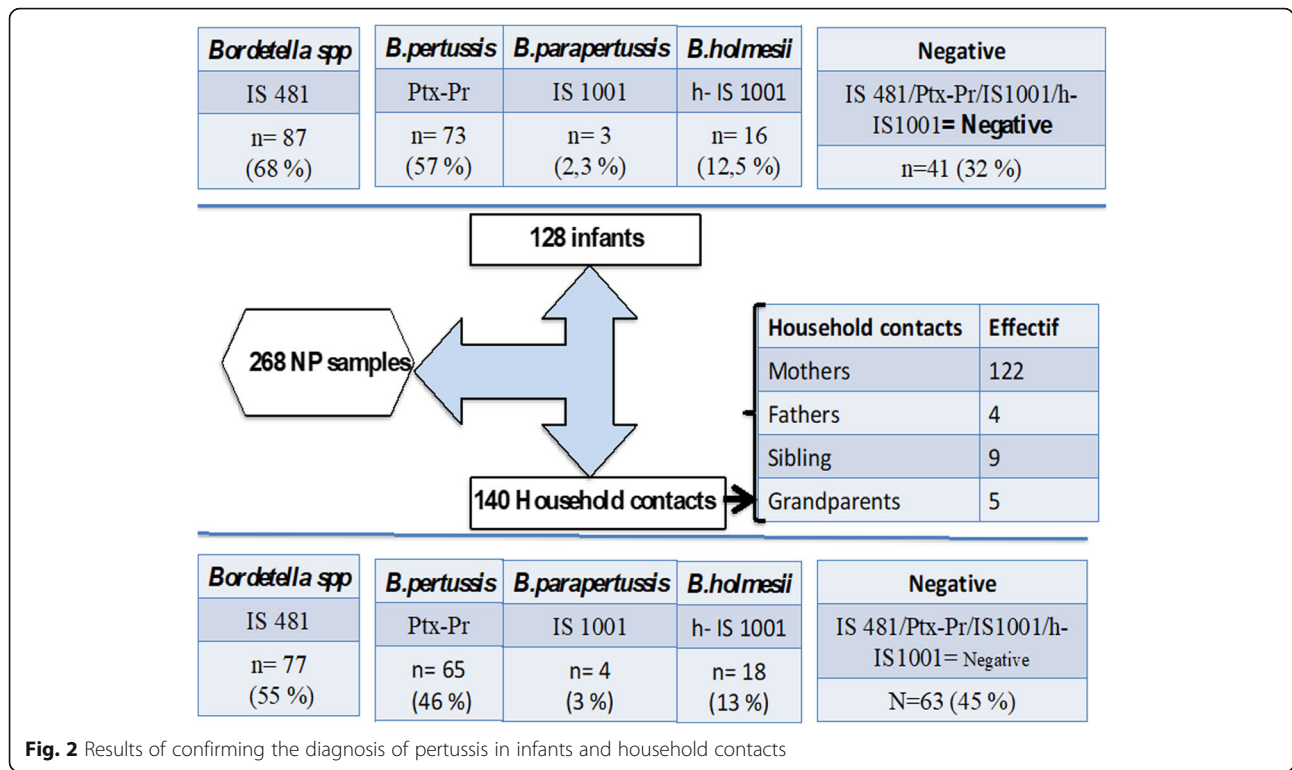 Bordetella spp
IS 481
n= 87
(68 %)
B.pertussis
Ptx-Pr
n= 73
(57 %)
B.parapertussis
IS 1001
n= 3
(2,3 %)
B.holmesii
h- IS 1001
n= 16
(12,5 %)
Negative
IS 481/Ptx-Pr/IS1001/h-
IS1001= Negative
n=41 (32 %)
128 infants
268 NP samples
140 Household contacts
Household contacts Effectif
Mothers 122
Fathers 4
Sibling 9
Grandparents 5
Bordetella spp
IS 481
n= 77
(55 %)
B.pertussis
Ptx-Pr
n= 65
(46 %)
B.parapertussis
IS 1001
n= 4
(3 %)
B.holmesii
h- IS 1001
n= 18
(13 %)
Negative
IS 481/Ptx-Pr/IS1001/h-
IS1001= Negative
N=63 (45 %)
Fig. 2 Results of confirming the diagnosis of pertussis in infants and household contacts